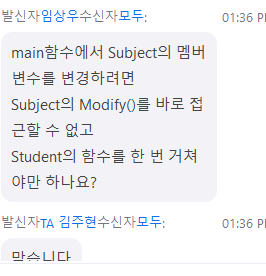 발신자임상우수신자모두: 01:36 P
main함수에서 Subject의 멤버
변수를 변경하려면
Subject의 Modify()를 바로 접
근할 수 없고
Student의 함수를 한 번 거쳐
야만 하나요?
발신자TA 김주현수신자모두: 01:36 P
맞습니다